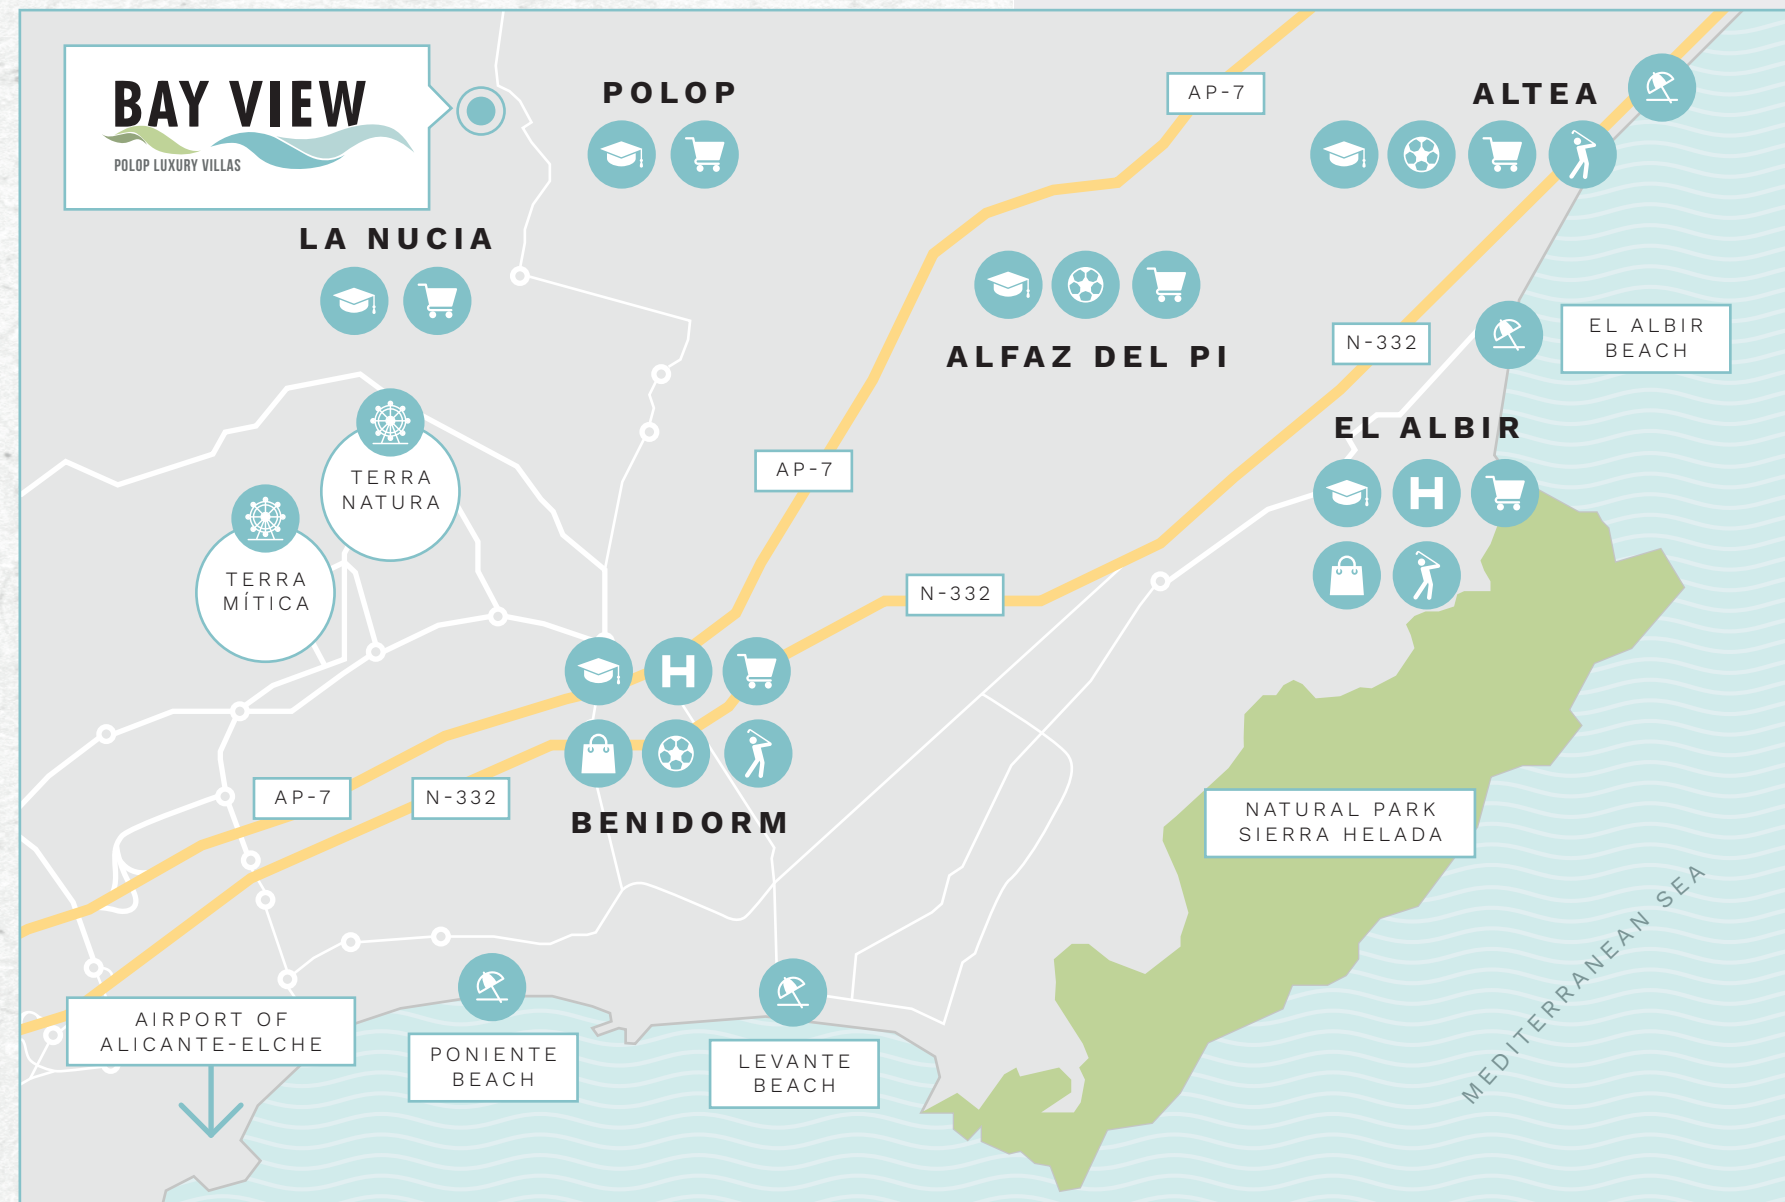 BAY VIEW
POLOP LUXURY VILLAS
POLOP
AP-7
ALTEA
LA NUCIA
ALFAZ DEL PI
N-332
EL ALBIR
BEACH
EL ALBIR
H
TERRA
NATURA
AP-7
TERRA
MÍTICA
N-332
H
AP-7
N-332
BENIDORM
NATURAL PARK
SIERRA HELADA
MEDITERRANEAN SEA
AIRPORT OF
ALICANTE-ELCHE
PONIENTE
BEACH
LEVANTE
BEACH